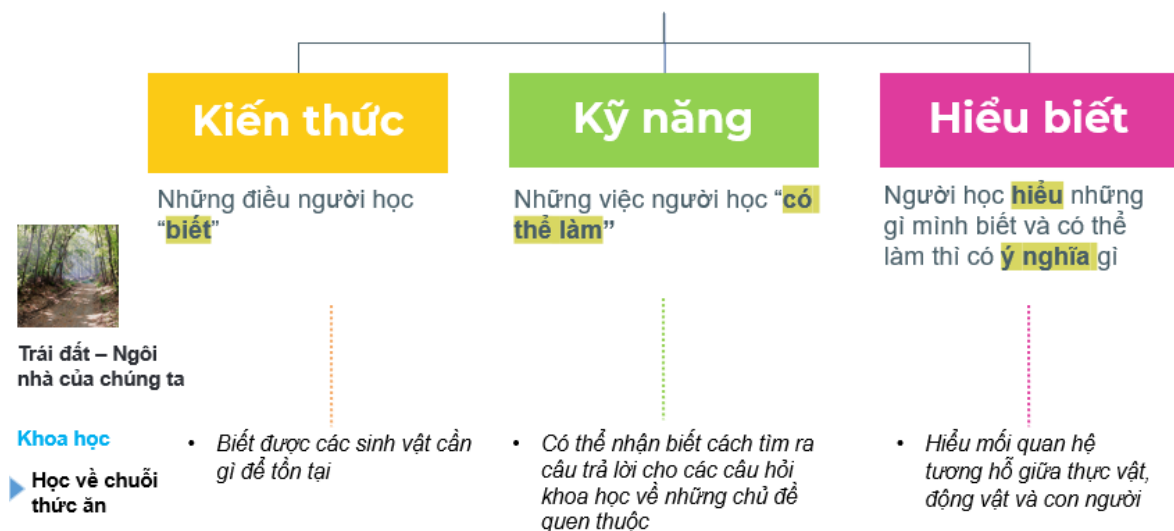 Kiến thức
Kỹ năng
Hiểu biết
Những điều người học
“biết”
Những việc người học “có
thể làm”
Người học hiểu những
gì mình biết và có thể
làm thì có ý nghĩa gì
Trái đất – Ngôi
nhà của chúng ta
Khoa học
Học về chuỗi
thức ăn
• Biết được các sinh vật cần
gì để tồn tại
• Có thể nhận biết cách tìm ra
câu trả lời cho các câu hỏi
khoa học về những chủ đề
quen thuộc
• Hiểu mối quan hệ
tương hỗ giữa thực vật,
động vật và con người